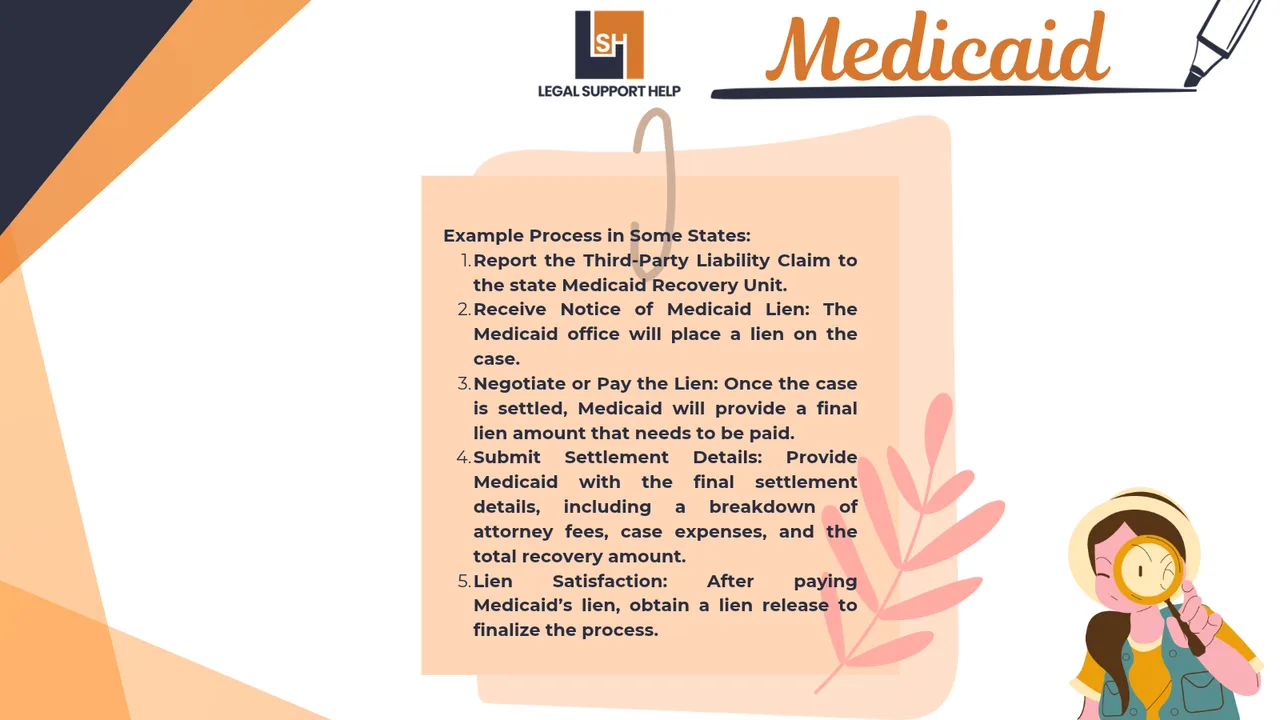 SH
LEGAL SUPPORT HELP
Medicaid
Example Process in Some States:
1. Report the Third-Party Liability Claim to
the state Medicaid Recovery Unit.
2. Receive Notice of Medicaid Lien: The
Medicaid office will place a lien on the
case.
3. Negotiate or Pay the Lien: Once the case
is settled, Medicaid will provide a final
lien amount that needs to be paid.
4. Submit Settlement Details: Provide
Medicaid with the final settlement
details, including a breakdown of
attorney fees, case expenses, and the
total recovery amount.
5. Lien Satisfaction: After paying
Medicaid’s lien, obtain a lien release to
finalize the process.